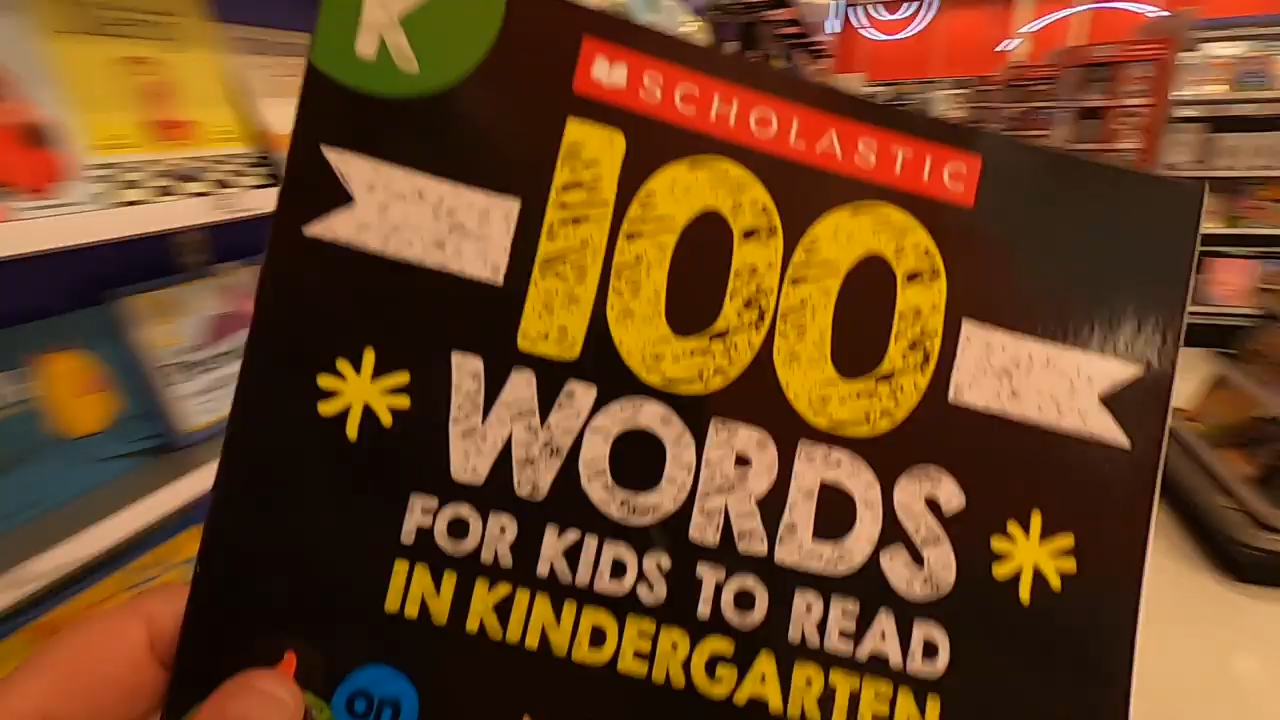 K
SCHOLASTIC
100
WORDS
FOR KIDS TO READ
IN KINDERGARTEN
on